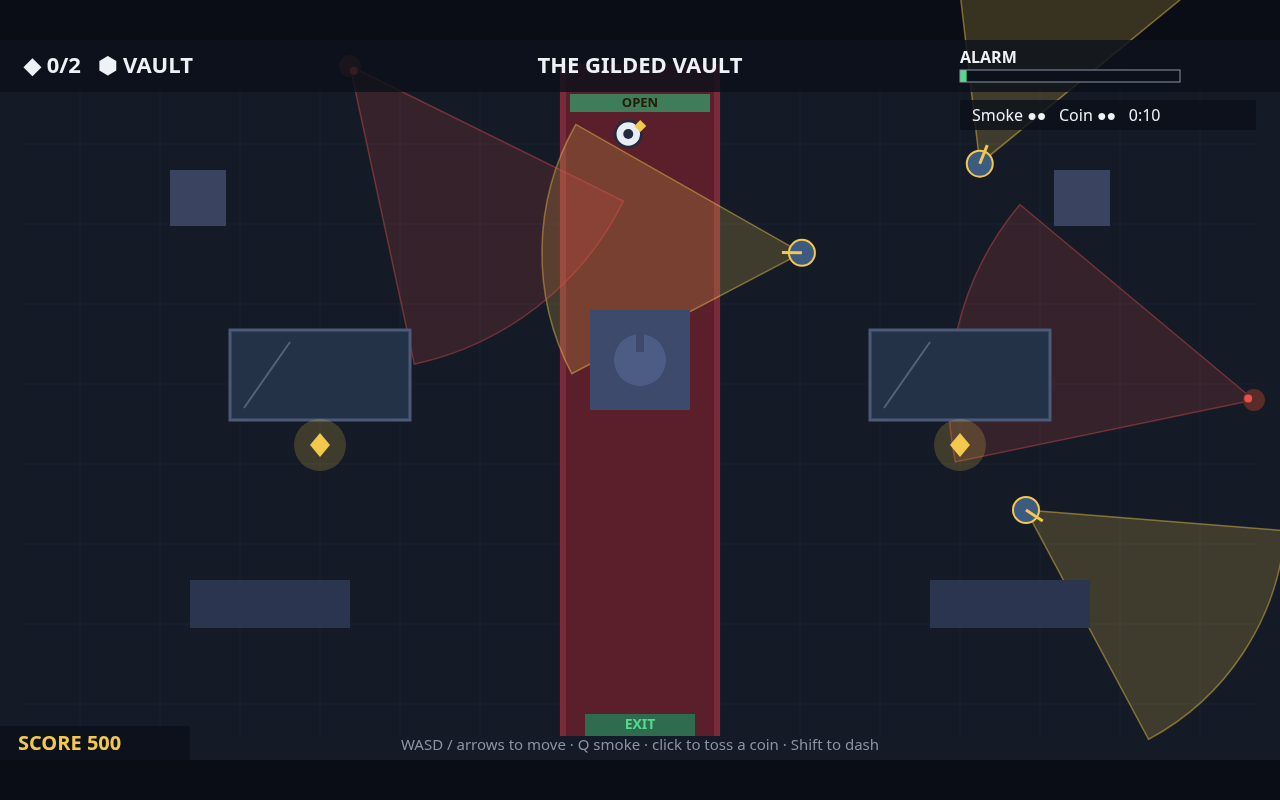 ◆ 0/2 ⬢ VAULT
THE GILDED VAULT
ALARM
OPEN
Smoke ●● Coin ●● 0:10
EXIT
SCORE 500
WASD / arrows to move · Q smoke · click to toss a coin · Shift to dash